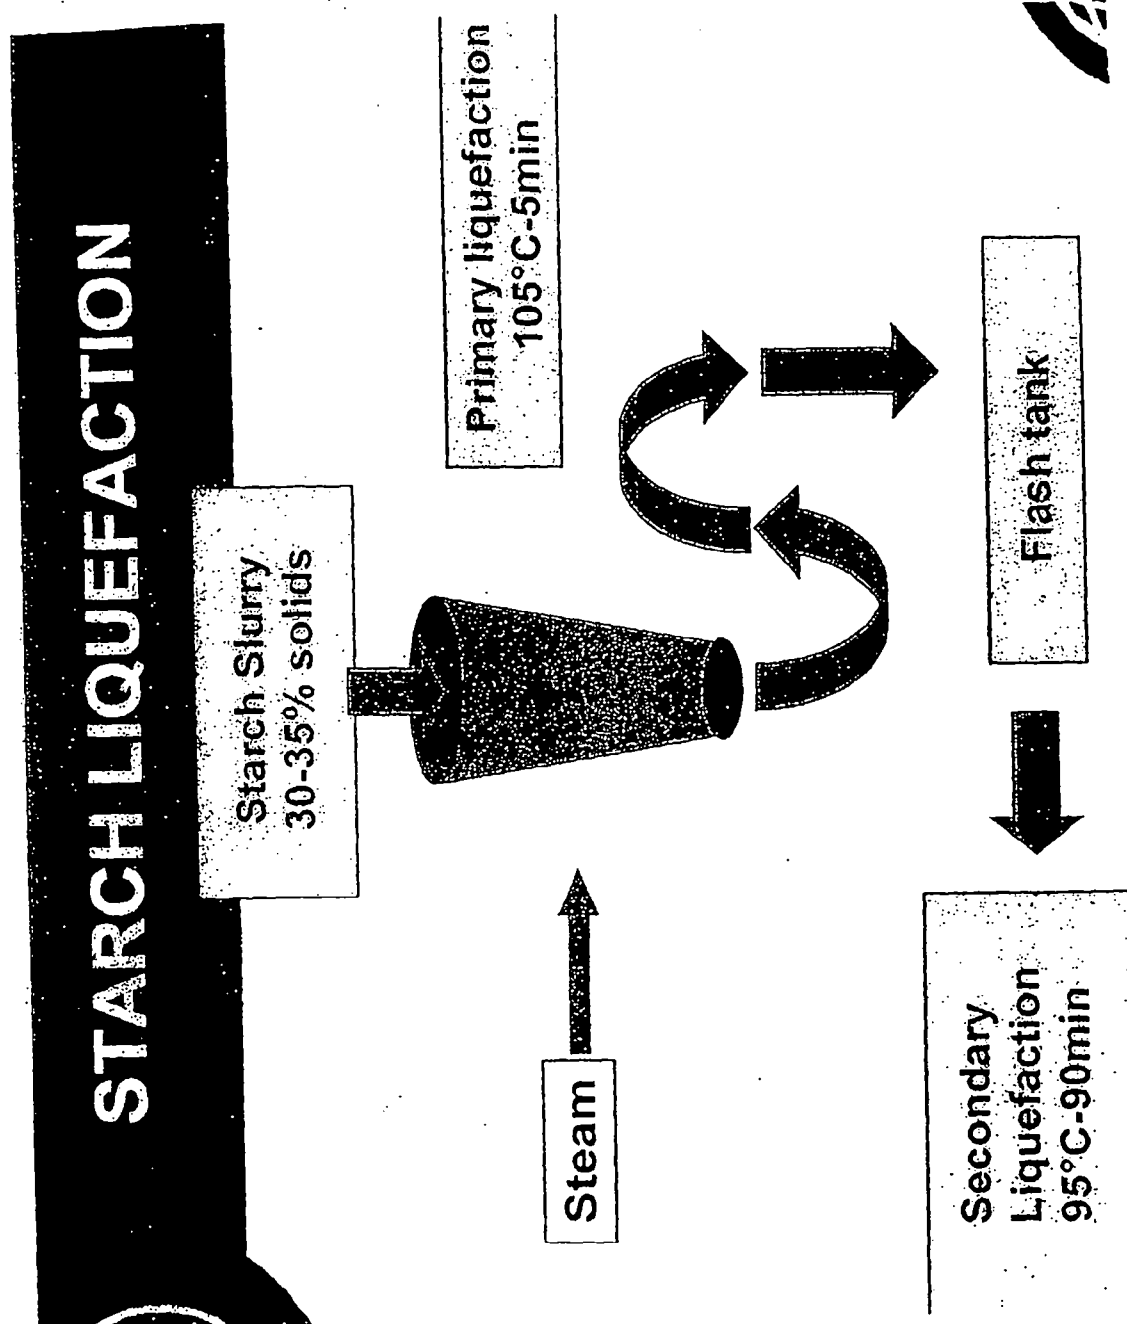 STARCH LIQUEFACTION
Starch Slurry
30-35% solids
Primary liquefaction
105°C-5min
Steam
Flash tank
Secondary
Liquefaction
95°C-90min